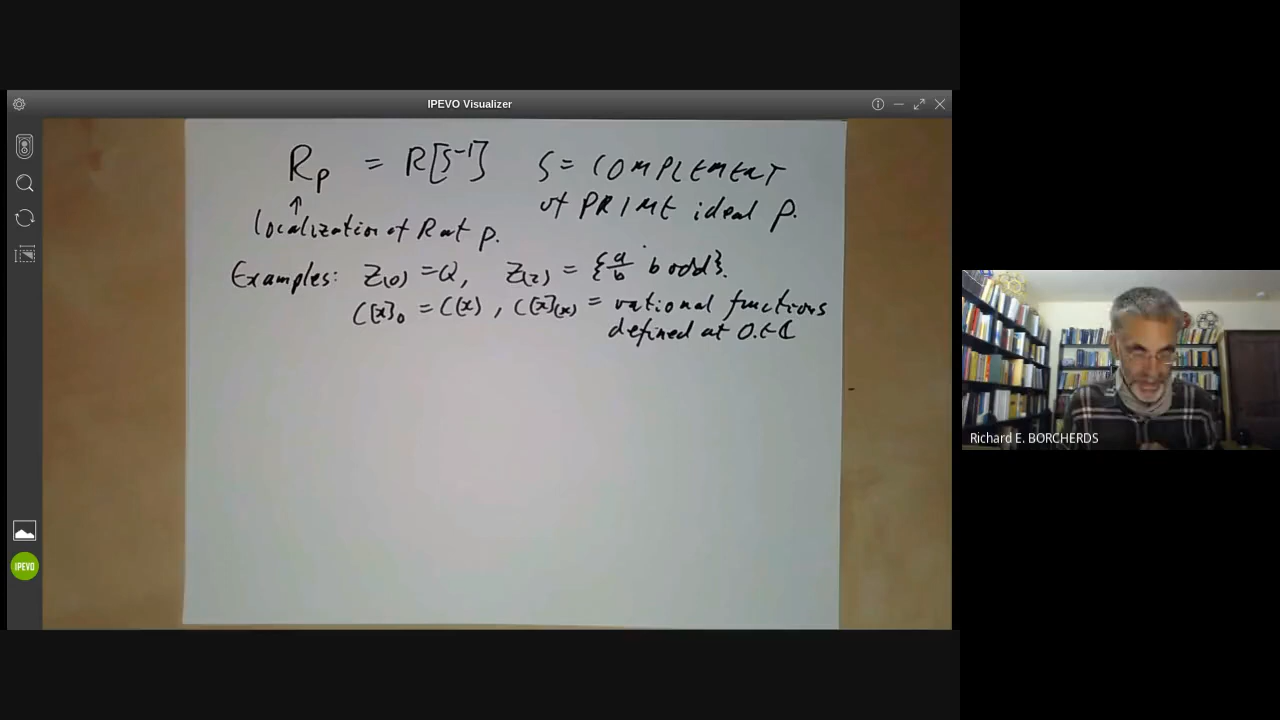 IPEVO Visualizer
R_p = R[S^-1] S = COMPLEMENT
of PRIME ideal p.
↑
localization of R at p.
Examples: Z_(0) = Q, Z_(2) = {a/b b odd}.
C[x]_0 = C(x), C[x]_(x) = rational functions
defined at 0.∈ ℂ
Richard E. BORCHERDS
IPEVO